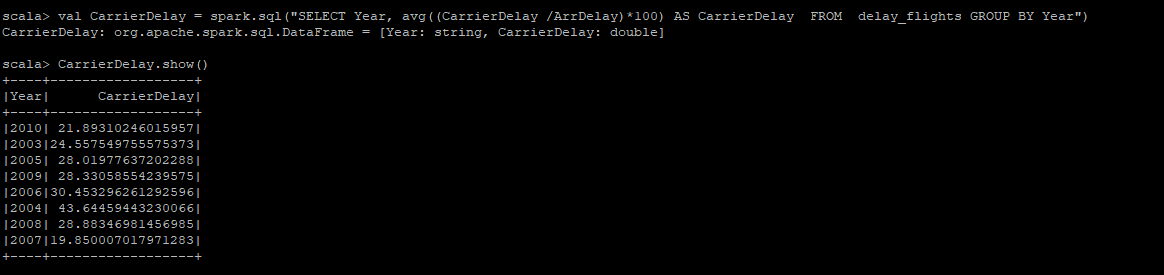 scala> val CarrierDelay = spark.sql("SELECT Year, avg((CarrierDelay /ArrDelay)*100) AS CarrierDelay  FROM  delay_flights GROUP BY Year")
CarrierDelay: org.apache.spark.sql.DataFrame = [Year: string, CarrierDelay: double]
scala> CarrierDelay.show()
+----+------------------+
|Year|      CarrierDelay|
+----+------------------+
|2010| 21.89310246015957|
|2003|24.557549755575373|
|2005| 28.01977637202288|
|2009| 28.33058554239575|
|2006|30.453296261292596|
|2004| 43.64459443230066|
|2008| 28.88346981456985|
|2007|19.850007017971283|
+----+------------------+